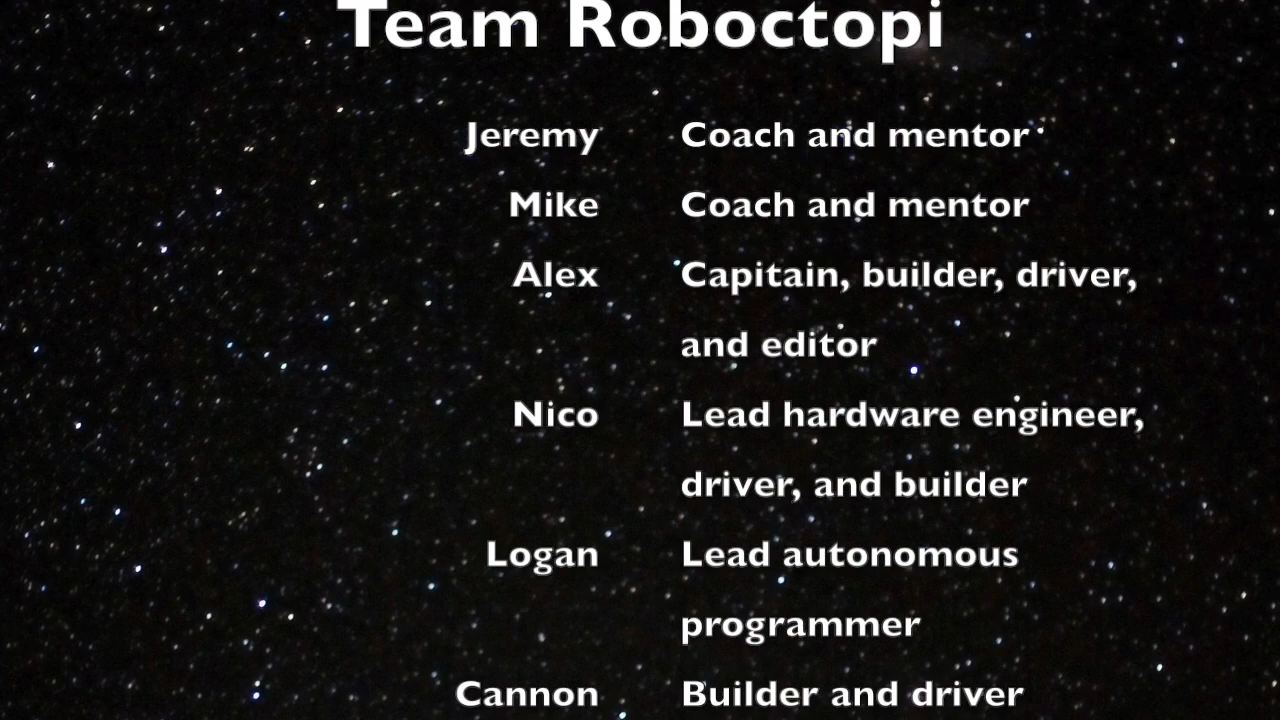 Team Roboctopi
Jeremy Coach and mentor
Mike Coach and mentor
Alex Capitain, builder, driver,
and editor
Nico Lead hardware engineer,
driver, and builder
Logan Lead autonomous
programmer
Cannon Builder and driver